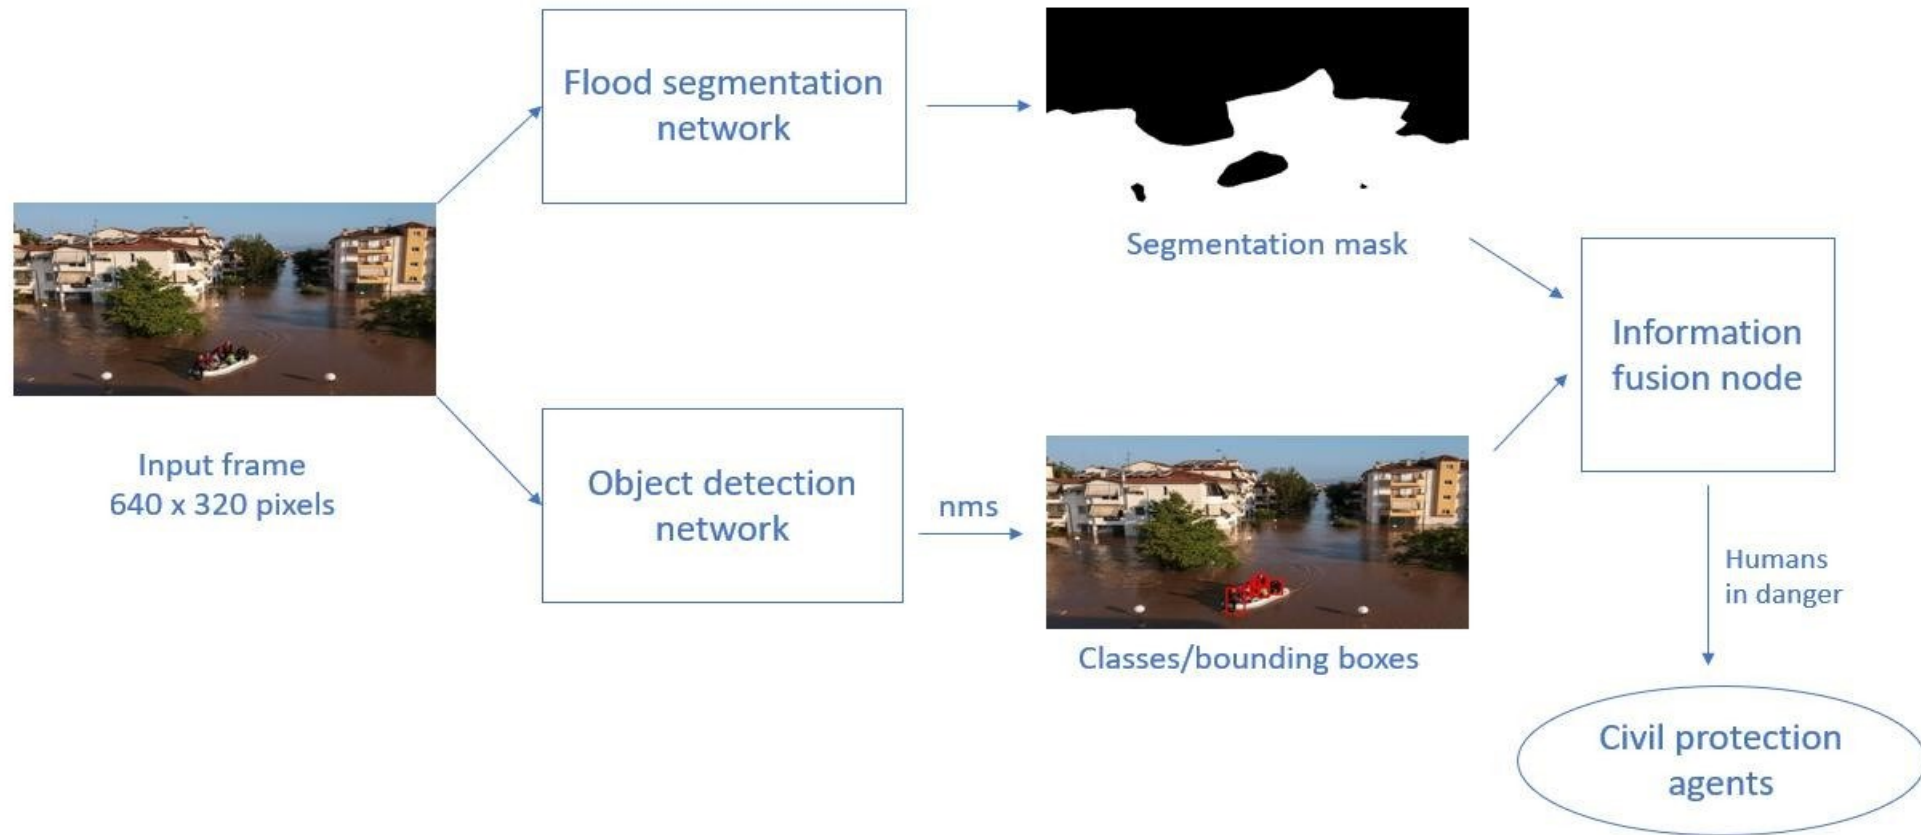 Flood segmentation
network
Segmentation mask
Input frame
640 x 320 pixels
Object detection
network
nms
Classes/bounding boxes
Information
fusion node
Humans
in danger
Civil protection
agents